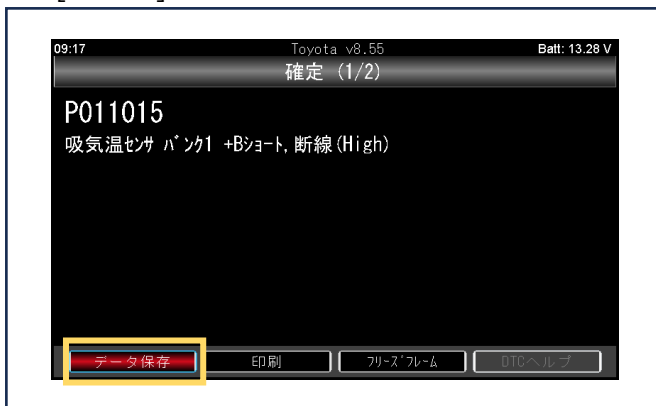 09:17 Toyota v8.55 Batt: 13.28 V
確定 (1/2)
P011015
吸気温ｾﾝｻ ﾊﾞﾝｸ1 +Bｼｮｰﾄ,断線(High)
データ保存 印刷 ﾌﾘｰｽﾞﾌﾚｰﾑ DTCヘルプ